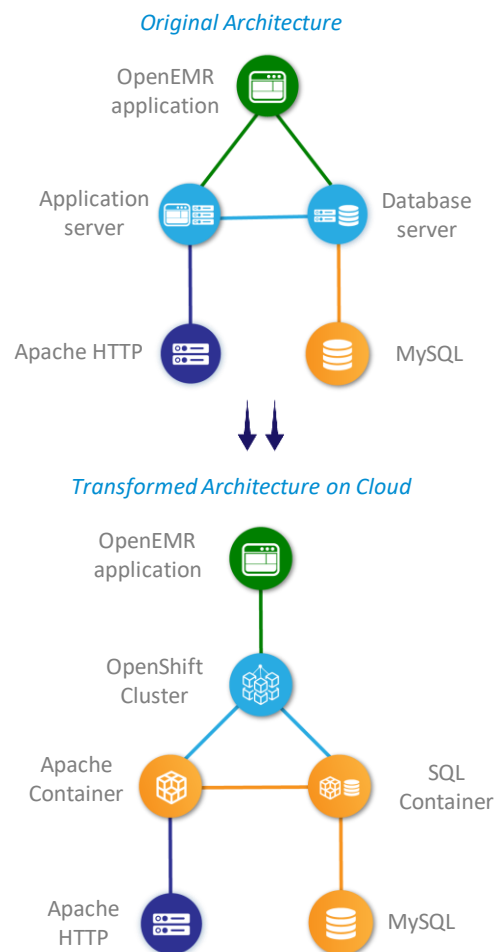 Original Architecture
OpenEMR
application
Application
server
Database
server
Apache HTTP
MySQL
Transformed Architecture on Cloud
OpenEMR
application
OpenShift
Cluster
Apache
Container
SQL
Container
Apache
HTTP
MySQL